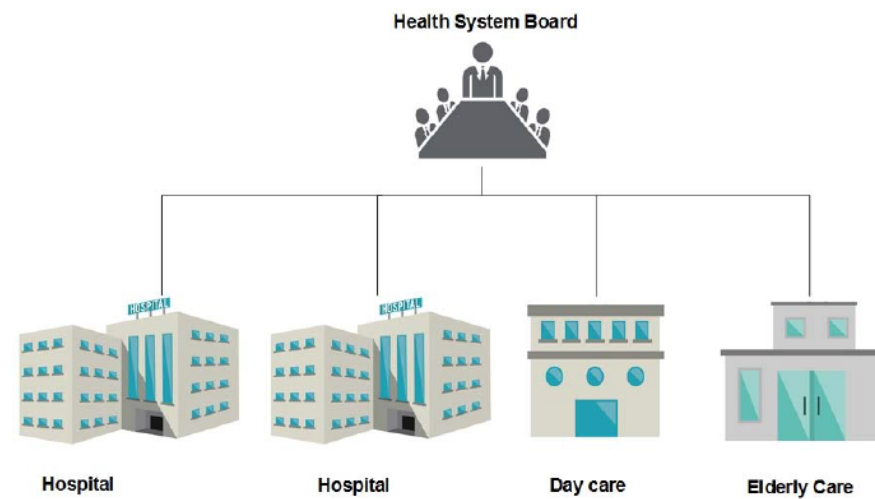 Health System Board
HOSPITAL
HOSPITAL
Hospital
Hospital
Day care
Elderly Care